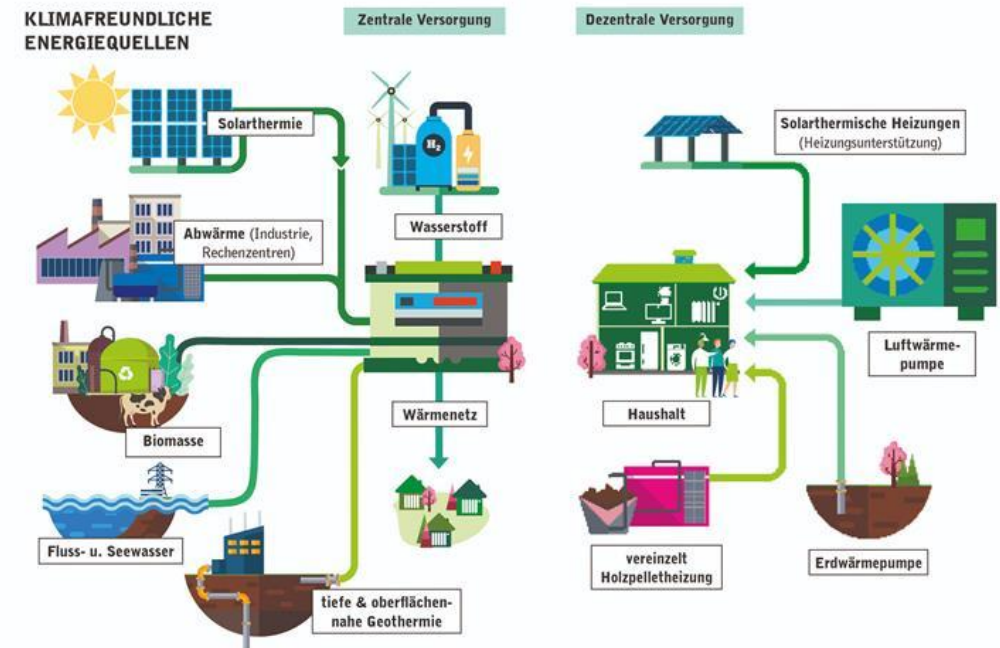 KLIMAFREUNDLICHE
ENERGIEQUELLEN
Zentrale Versorgung
Dezentrale Versorgung
Solarthermie
Abwärme (Industrie,
Rechenzentren)
Biomasse
Fluss- u. Seewasser
tiefe & oberflächen-
nahe Geothermie
H₂
Wasserstoff
Wärmenetz
Solarthermische Heizungen
(Heizungsunterstützung)
Luftwärme-
pumpe
Haushalt
vereinzelt
Holzpelletheizung
Erdwärmepumpe